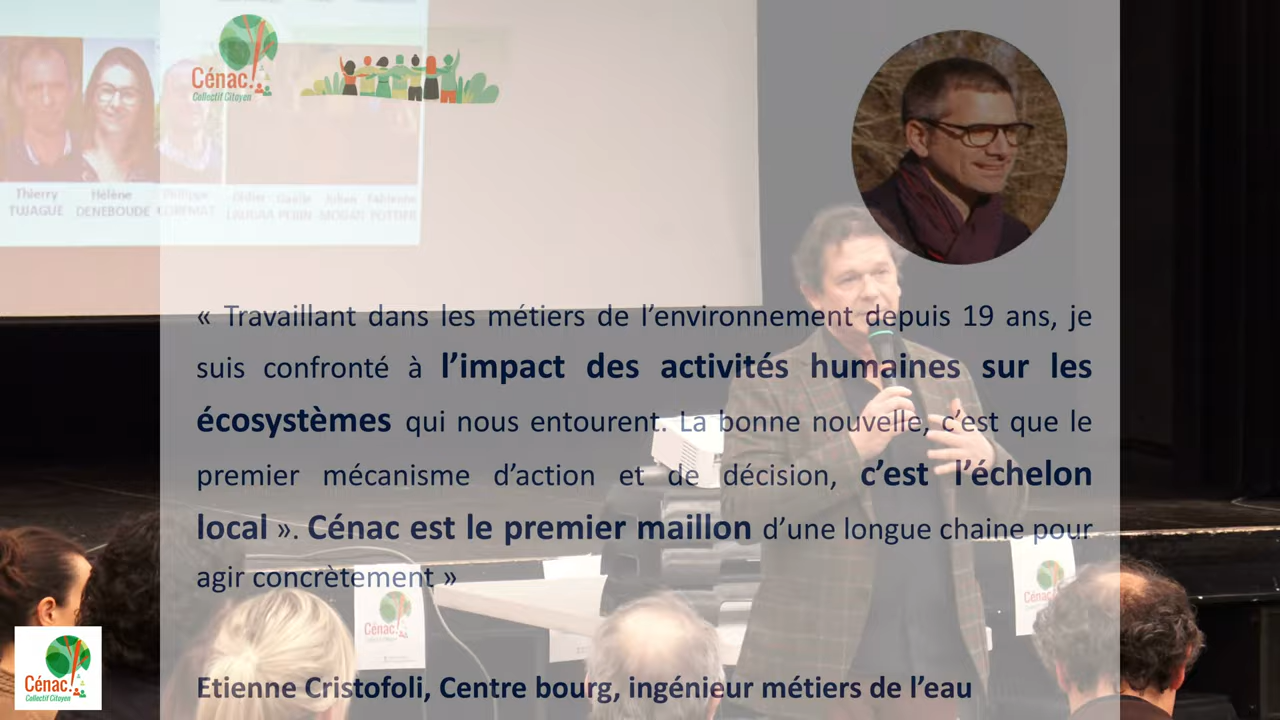 Cénac!
Collectif Citoyen
Thierry
TUJAGUE
Hélène
DENEBOUDE
Philippe
« Travaillant dans les métiers de l’environnement depuis 19 ans, je
suis confronté à l’impact des activités humaines sur les
écosystèmes qui nous entourent. La bonne nouvelle, c’est que le
premier mécanisme d’action et de décision, c’est l’échelon
local ». Cénac est le premier maillon d’une longue chaine pour
agir concrètement »
Cénac!
Cénac
Etienne Cristofoli, Centre bourg, ingénieur métiers de l’eau
Cénac!
Collectif Citoyen